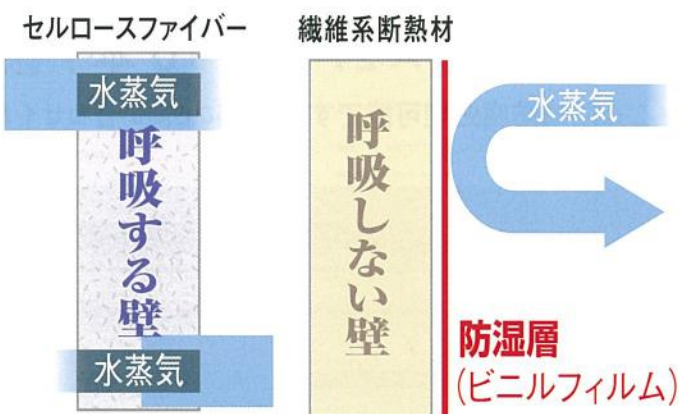 セルロースファイバー
水蒸気
呼吸する壁
水蒸気
繊維系断熱材
呼吸しない壁
水蒸気
防湿層
(ビニルフィルム)